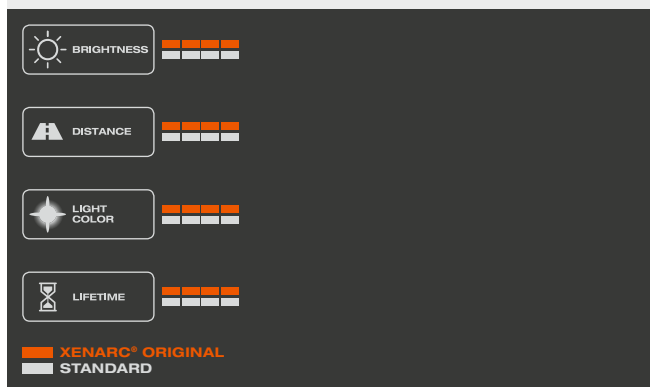 BRIGHTNESS
DISTANCE
LIGHT
COLOR
LIFETIME
XENARC® ORIGINAL
STANDARD